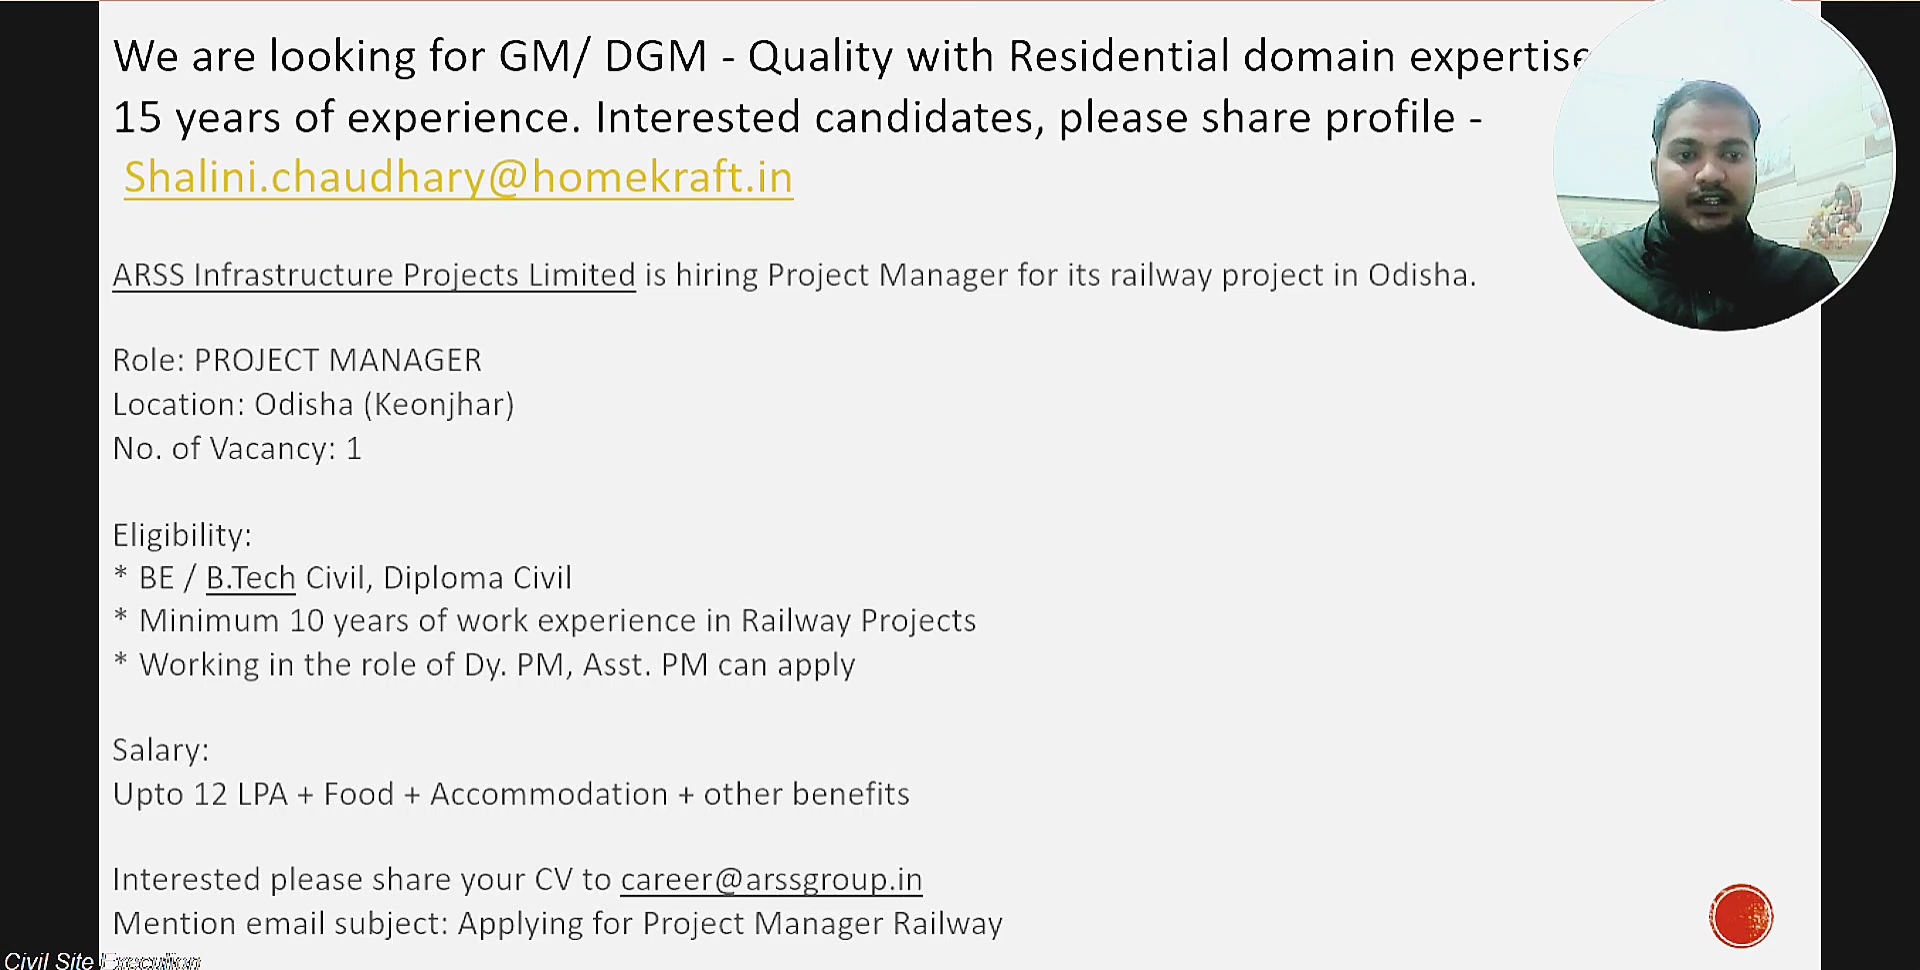 We are looking for GM/ DGM - Quality with Residential domain expertise
15 years of experience. Interested candidates, please share profile -
Shalini.chaudhary@homekraft.in
ARSS Infrastructure Projects Limited is hiring Project Manager for its railway project in Odisha.
Role: PROJECT MANAGER
Location: Odisha (Keonjhar)
No. of Vacancy: 1
Eligibility:
* BE / B.Tech Civil, Diploma Civil
* Minimum 10 years of work experience in Railway Projects
* Working in the role of Dy. PM, Asst. PM can apply
Salary:
Upto 12 LPA + Food + Accommodation + other benefits
Interested please share your CV to career@arssgroup.in
Mention email subject: Applying for Project Manager Railway
Civil Site Execution